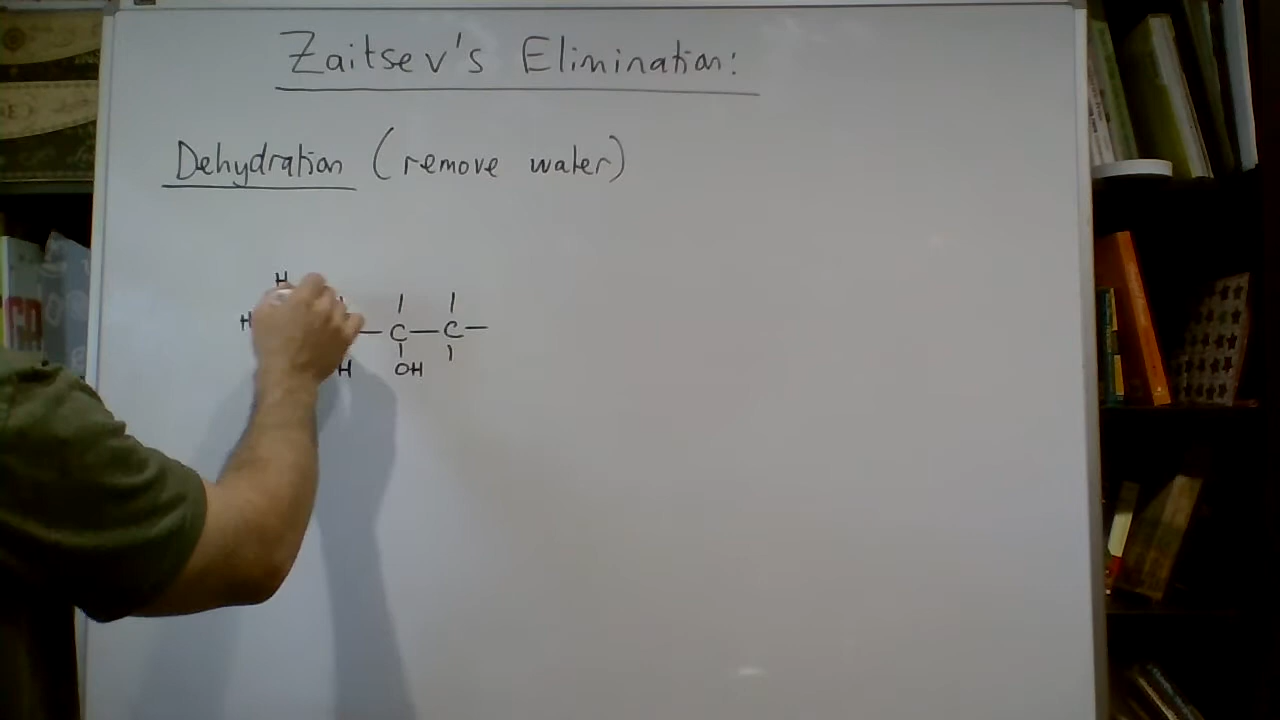 Zaitsev's Elimination:
Dehydration (remove water)
H
H C C
H OH